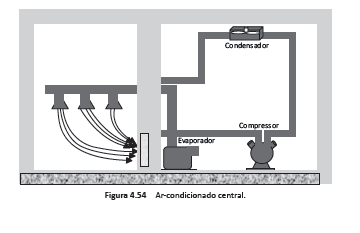 Condensador
Compressor
Evaporador
Figura 4.54 Ar-condicionado central.